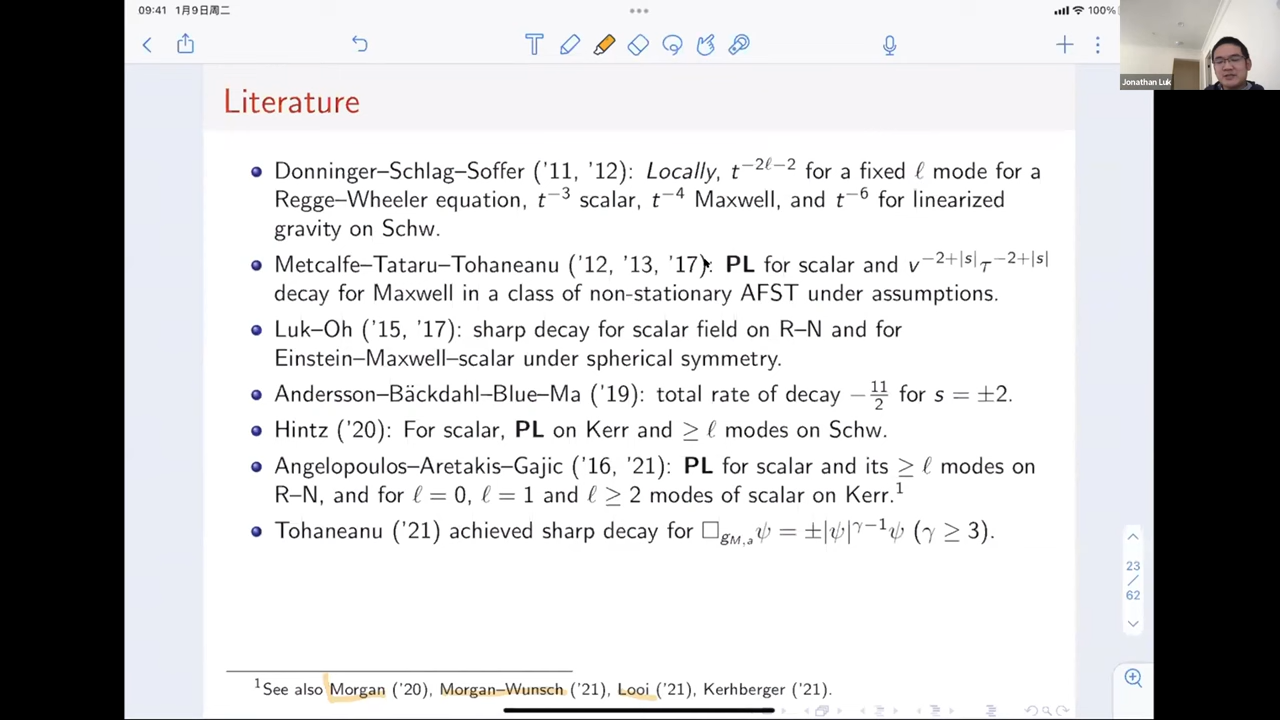 09:41 1月9日周二
100%
Jonathan Luk
Literature
Donninger–Schlag–Soffer ('11, '12): Locally, t^{−2ℓ−2} for a fixed ℓ mode for a
Regge–Wheeler equation, t^{−3} scalar, t^{−4} Maxwell, and t^{−6} for linearized
gravity on Schw.
Metcalfe–Tataru–Tohaneanu ('12, '13, '17): PL for scalar and v^{−2+|s|}τ^{−2+|s|}
decay for Maxwell in a class of non-stationary AFST under assumptions.
Luk–Oh ('15, '17): sharp decay for scalar field on R–N and for
Einstein–Maxwell–scalar under spherical symmetry.
Andersson–Bäckdahl–Blue–Ma ('19): total rate of decay −11/2 for s = ±2.
Hintz ('20): For scalar, PL on Kerr and ≥ ℓ modes on Schw.
Angelopoulos–Aretakis–Gajic ('16, '21): PL for scalar and its ≥ ℓ modes on
R–N, and for ℓ = 0, ℓ = 1 and ℓ ≥ 2 modes of scalar on Kerr.¹
Tohaneanu ('21) achieved sharp decay for □_{g_{M,a}}ψ = ±|ψ|^{γ−1}ψ (γ ≥ 3).
23
/
62
¹See also Morgan ('20), Morgan–Wunsch ('21), Looi ('21), Kerhberger ('21).